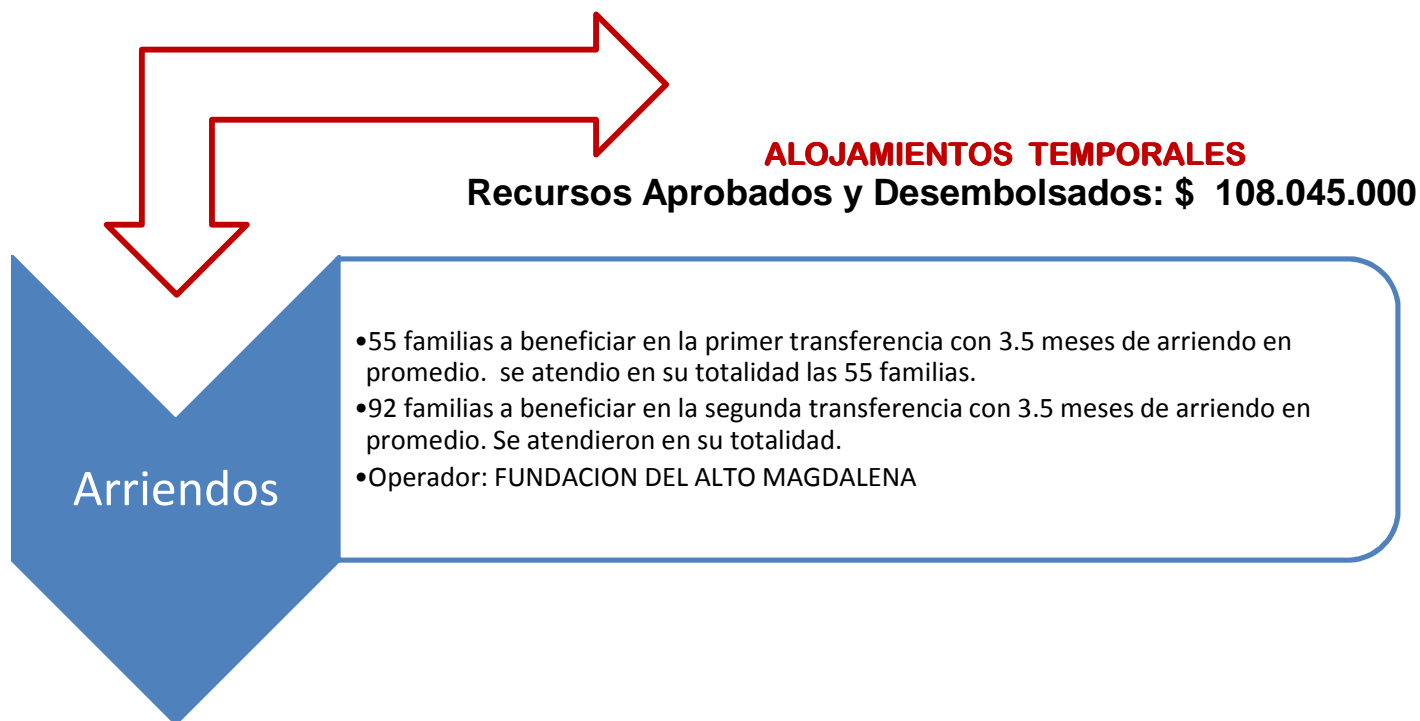 ALOJAMIENTOS TEMPORALES
Recursos Aprobados y Desembolsados: $ 108.045.000
Arriendos
•55 familias a beneficiar en la primer transferencia con 3.5 meses de arriendo en
promedio. se atendio en su totalidad las 55 familias.
•92 familias a beneficiar en la segunda transferencia con 3.5 meses de arriendo en
promedio. Se atendieron en su totalidad.
•Operador: FUNDACION DEL ALTO MAGDALENA